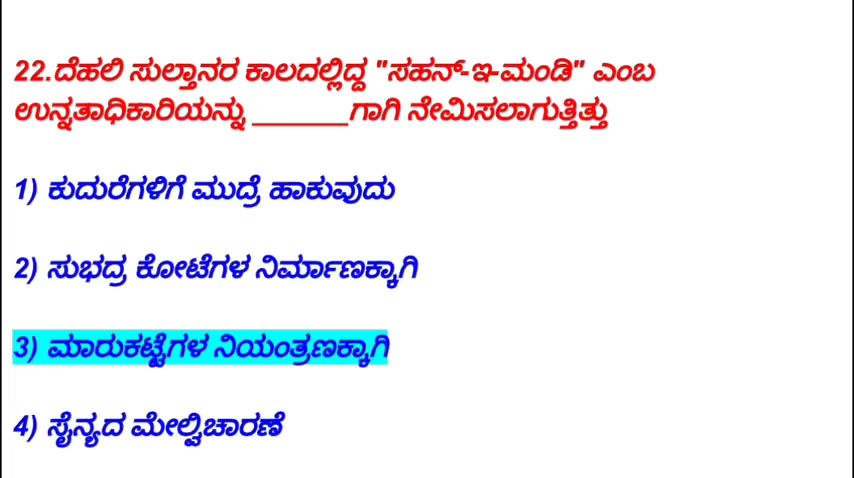 22.ದೆಹಲಿ ಸುಲ್ತಾನರ ಕಾಲದಲ್ಲಿದ್ದ "ಸಹನ್-ಇ-ಮಂಡಿ" ಎಂಬ
ಉನ್ನತಾಧಿಕಾರಿಯನ್ನು ______ಗಾಗಿ ನೇಮಿಸಲಾಗುತ್ತಿತ್ತು
1) ಕುದುರೆಗಳಿಗೆ ಮುದ್ರೆ ಹಾಕುವುದು
2) ಸುಭದ್ರ ಕೋಟೆಗಳ ನಿರ್ಮಾಣಕ್ಕಾಗಿ
3) ಮಾರುಕಟ್ಟೆಗಳ ನಿಯಂತ್ರಣಕ್ಕಾಗಿ
4) ಸೈನ್ಯದ ಮೇಲ್ವಿಚಾರಣೆ